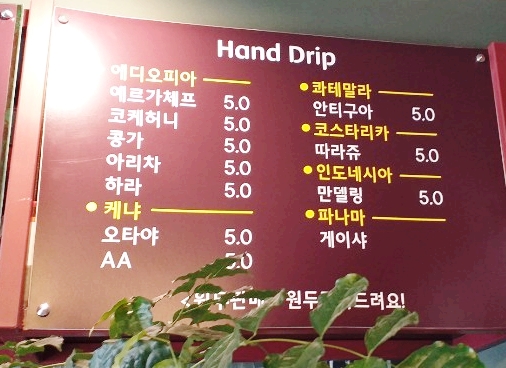 Hand Drip
에디오피아
예르가체프 5.0
코케허니 5.0
콩가 5.0
아리차 5.0
하라 5.0
케냐
오타야 5.0
AA 5.0
콰테말라
안티구아 5.0
코스타리카
따라쥬 5.0
인도네시아
만델링 5.0
파나마
게이샤